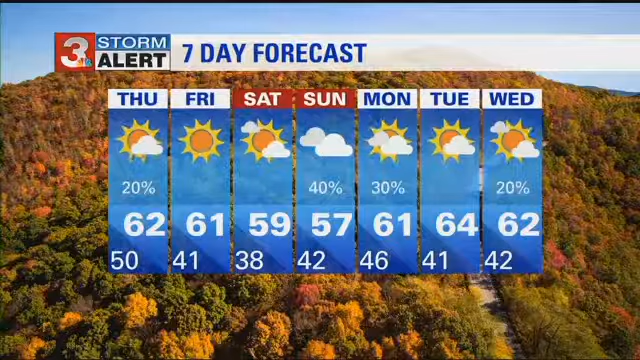 3 STORM ALERT 7 DAY FORECAST
THU FRI SAT SUN MON TUE WED
20% 40% 30% 20%
62 61 59 57 61 64 62
50 41 38 42 46 41 42